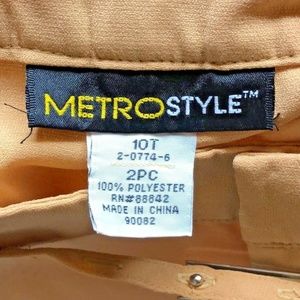 METROSTYLE™
10T
2-0774-6
2PC
100% POLYESTER
RN#88842
MADE IN CHINA
90082